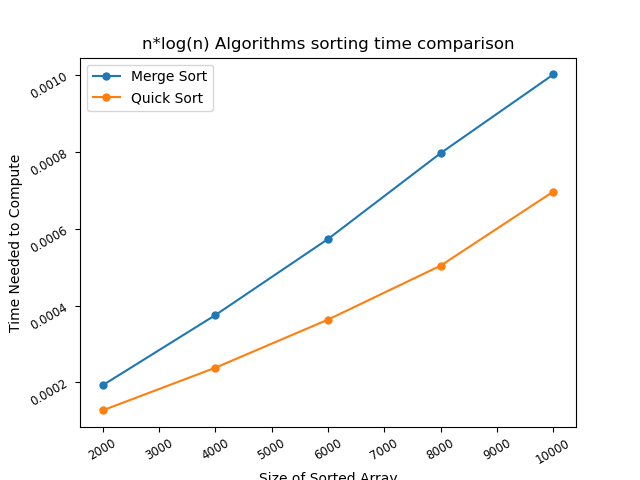 n*log(n) Algorithms sorting time comparison
Merge Sort
Quick Sort
Time Needed to Compute
0.0010
0.0008
0.0006
0.0004
0.0002
2000
3000
4000
5000
6000
7000
8000
9000
10000
Size of Sorted Array